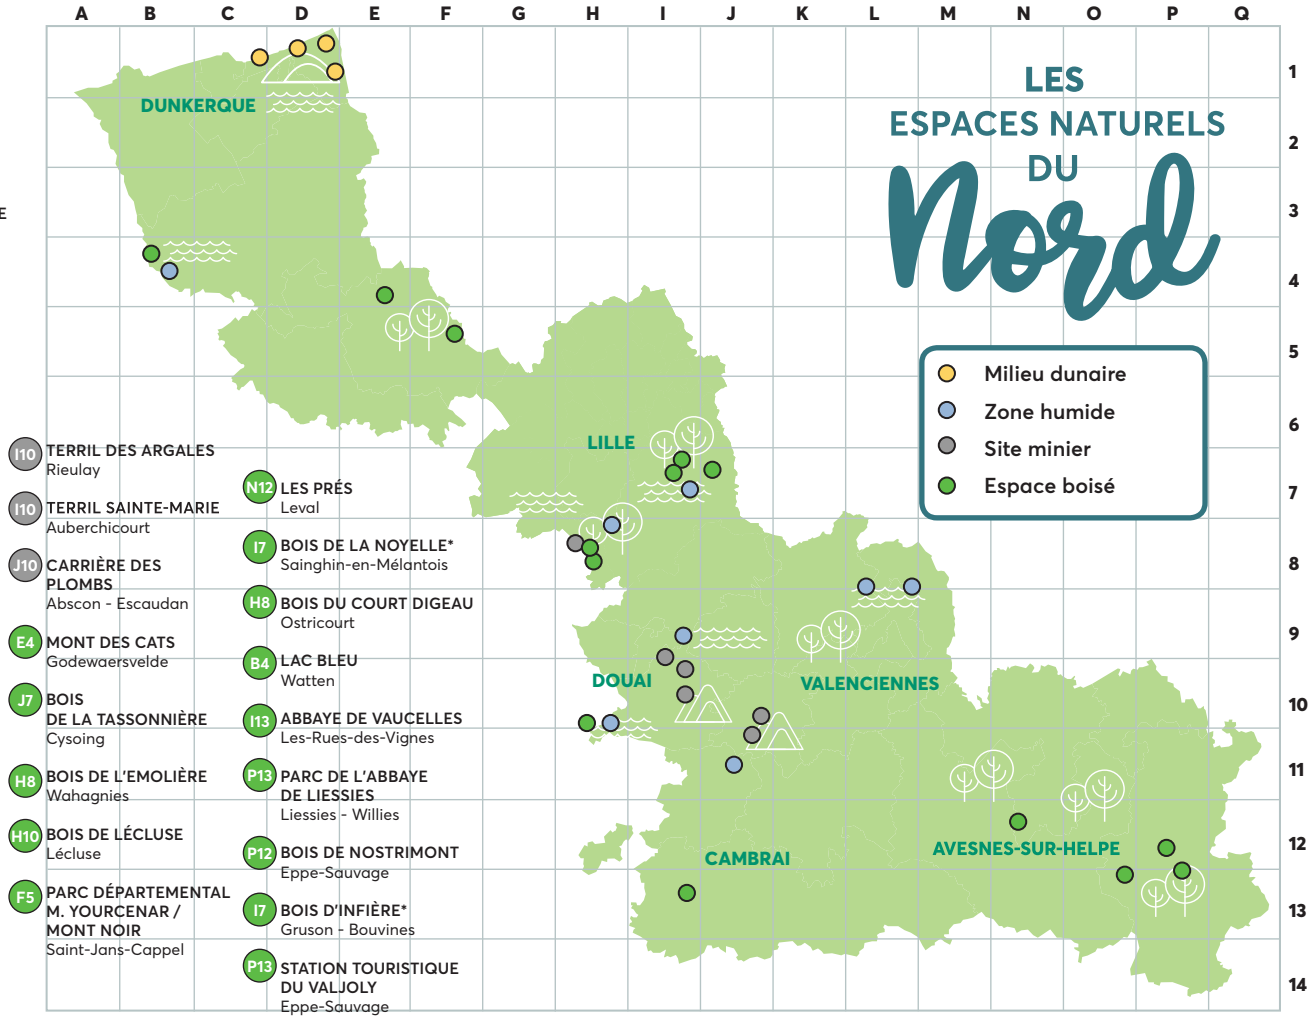 A B C D E F G H I J K L M N O P Q
1
2
3
4
5
6
7
8
9
10
11
12
13
14
LES
ESPACES NATURELS
DU
Nord
Milieu dunaire
Zone humide
Site minier
Espace boisé
DUNKERQUE
LILLE
DOUAI
VALENCIENNES
CAMBRAI
AVESNES-SUR-HELPE
E
I10 TERRIL DES ARGALES
Rieulay
I10 TERRIL SAINTE-MARIE
Auberchicourt
J10 CARRIÈRE DES
PLOMBS
Abscon - Escaudan
E4 MONT DES CATS
Godewaersvelde
J7 BOIS
DE LA TASSONNIÈRE
Cysoing
H8 BOIS DE L'EMOLIÈRE
Wahagnies
H10 BOIS DE LÉCLUSE
Lécluse
F5 PARC DÉPARTEMENTAL
M. YOURCENAR /
MONT NOIR
Saint-Jans-Cappel
N12 LES PRÉS
Leval
I7 BOIS DE LA NOYELLE*
Sainghin-en-Mélantois
H8 BOIS DU COURT DIGEAU
Ostricourt
B4 LAC BLEU
Watten
I13 ABBAYE DE VAUCELLES
Les-Rues-des-Vignes
P13 PARC DE L'ABBAYE
DE LIESSIES
Liessies - Willies
P12 BOIS DE NOSTRIMONT
Eppe-Sauvage
I7 BOIS D'INFIÈRE*
Gruson - Bouvines
P13 STATION TOURISTIQUE
DU VALJOLY
Eppe-Sauvage